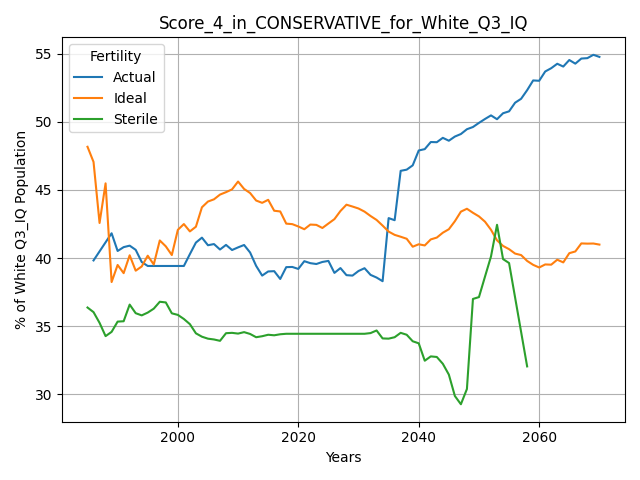 Score_4_in_CONSERVATIVE_for_White_Q3_IQ
Fertility
Actual
Ideal
Sterile
% of White Q3_IQ Population
55
50
45
40
35
30
2000
2020
2040
2060
Years